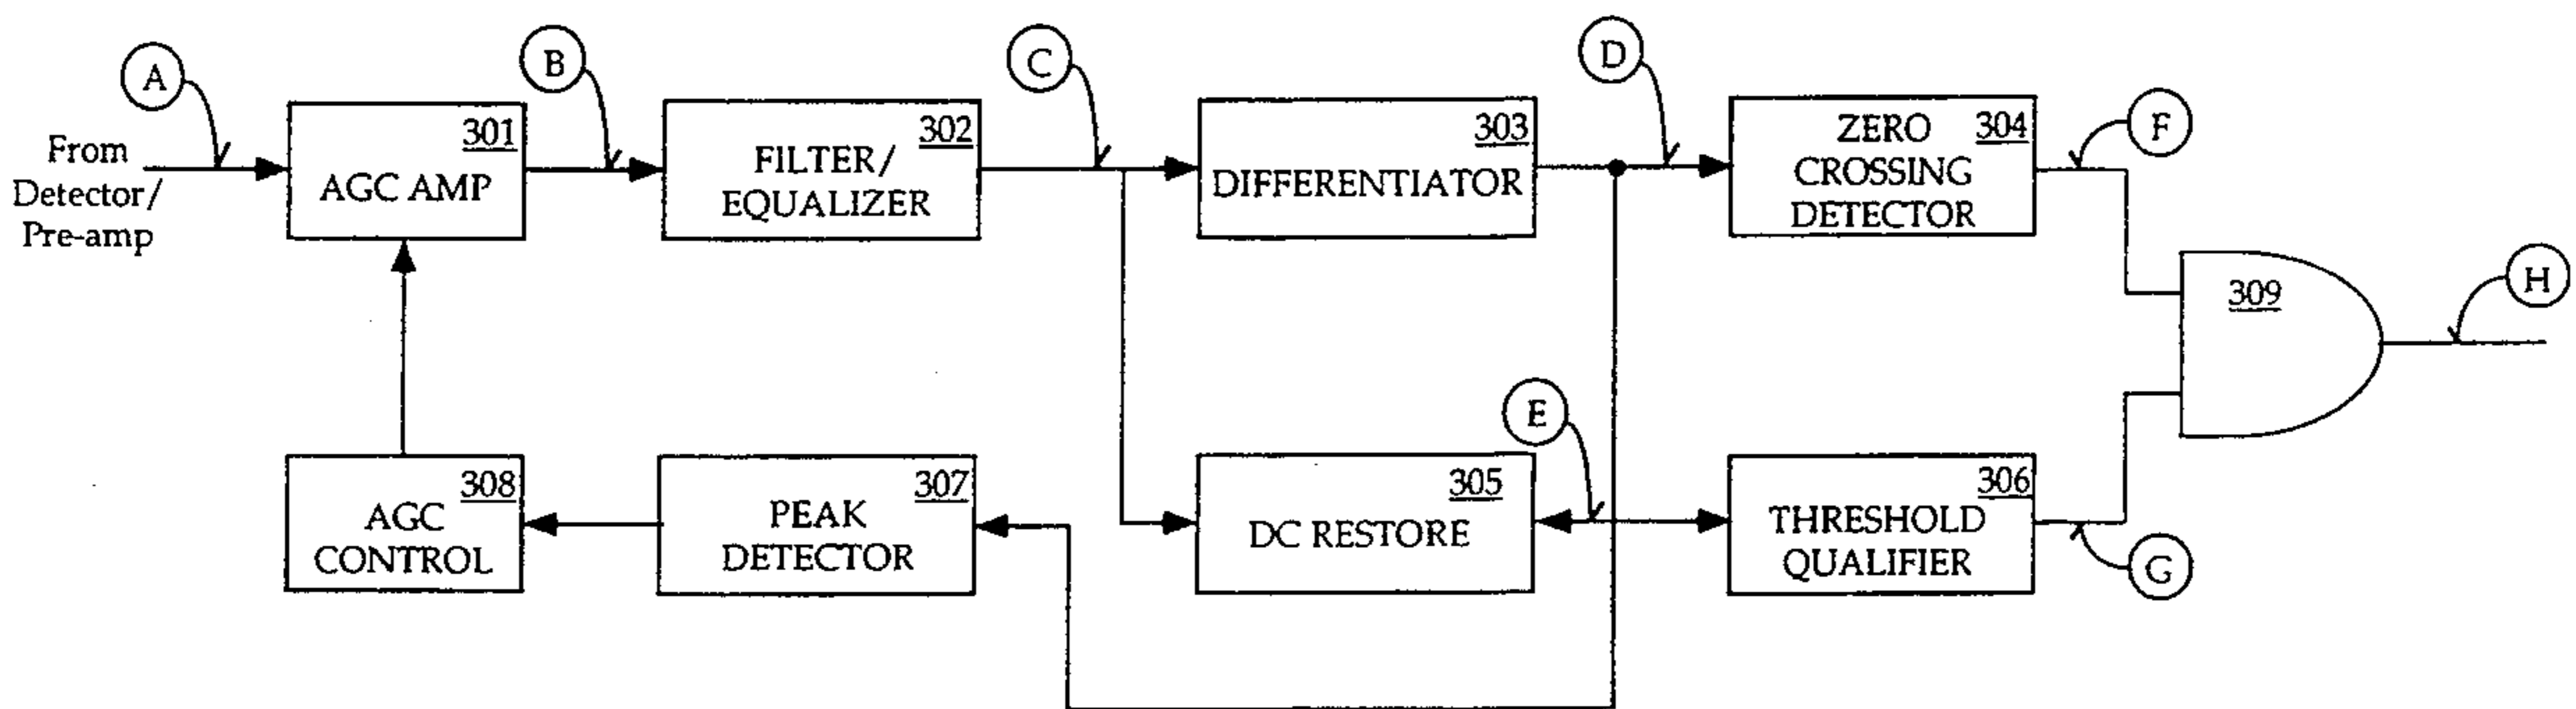 A
B
C
D
From
Detector/
Pre-amp
301
AGC AMP
302
FILTER/
EQUALIZER
303
DIFFERENTIATOR
304
ZERO
CROSSING
DETECTOR
F
309
H
308
AGC
CONTROL
307
PEAK
DETECTOR
305
DC RESTORE
E
306
THRESHOLD
QUALIFIER
G